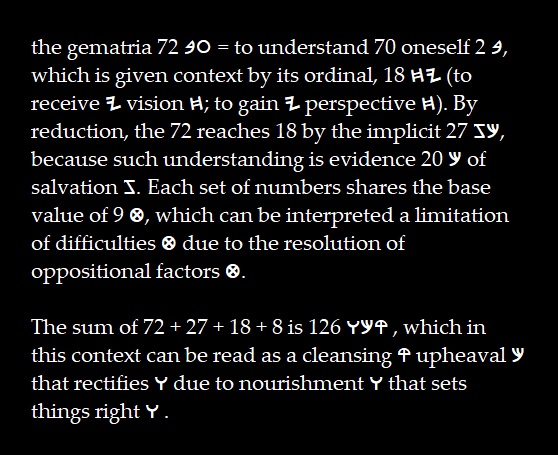 the gematria 72 𐤏𐤁 = to understand 70 oneself 2 𐤁,
which is given context by its ordinal, 18 𐤉𐤇 (to
receive 𐤉 vision 𐤇; to gain 𐤉 perspective 𐤇). By
reduction, the 72 reaches 18 by the implicit 27 𐤊𐤆,
because such understanding is evidence 20 𐤊 of
salvation 𐤆. Each set of numbers shares the base
value of 9 𐤈, which can be interpreted a limitation
of difficulties 𐤈 due to the resolution of
oppositional factors 𐤈.
The sum of 72 + 27 + 18 + 8 is 126 𐤒𐤊𐤅 , which in
this context can be read as a cleansing 𐤒 upheaval 𐤊
that rectifies 𐤅 due to nourishment 𐤅 that sets
things right 𐤅 .